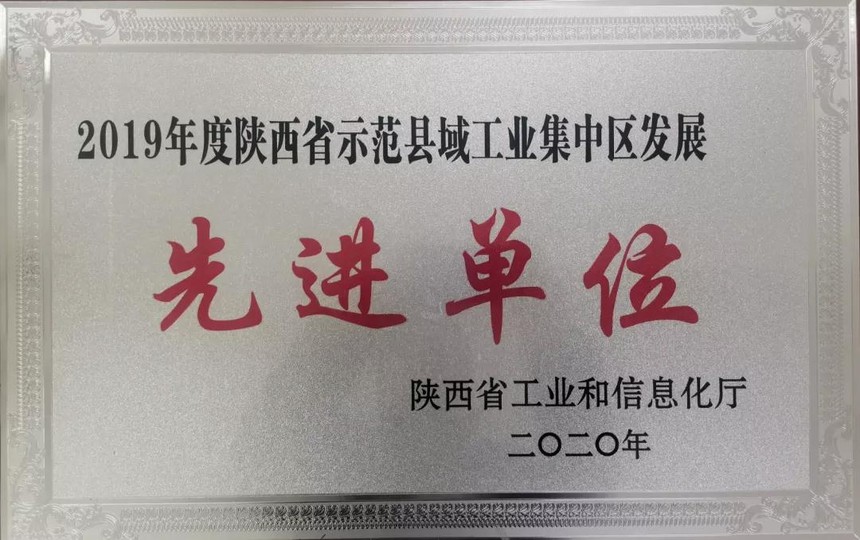 2019年度陕西省示范县域工业集中区发展
先进单位
陕西省工业和信息化厅
二〇二〇年